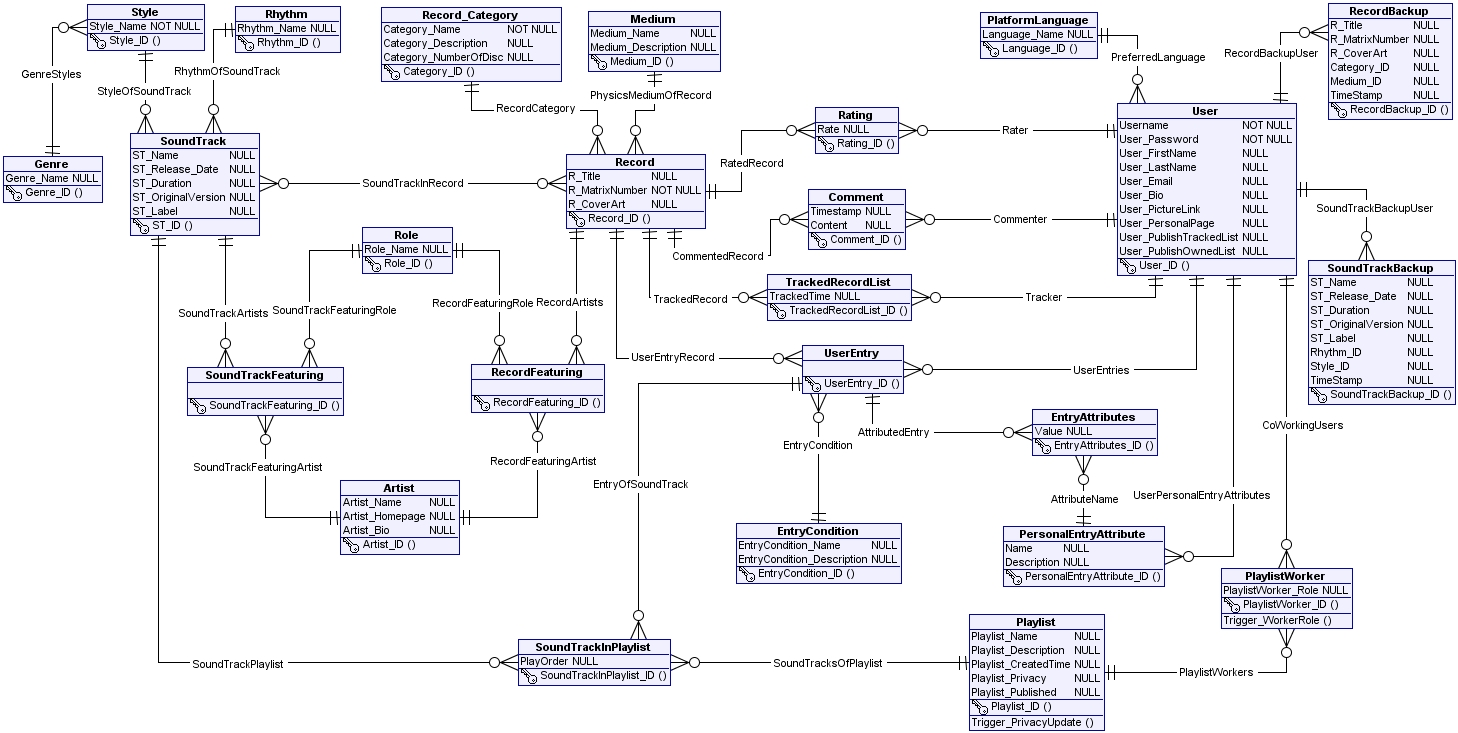 Style
Style_Name NOT NULL
Style_ID ()
Rhythm
Rhythm_Name NULL
Rhythm_ID ()
Record_Category
Category_Name NOT NULL
Category_Description NULL
Category_NumberOfDisc NULL
Category_ID ()
Medium
Medium_Name NULL
Medium_Description NULL
Medium_ID ()
PlatformLanguage
Language_Name NULL
Language_ID ()
RecordBackup
R_Title NULL
R_MatrixNumber NULL
R_CoverArt NULL
Category_ID NULL
Medium_ID NULL
TimeStamp NULL
RecordBackup_ID ()
GenreStyles
RhythmOfSoundTrack
StyleOfSoundTrack
RecordCategory
PhysicsMediumOfRecord
PreferredLanguage
RecordBackupUser
Genre
Genre_Name NULL
Genre_ID ()
SoundTrack
ST_Name NULL
ST_Release_Date NULL
ST_Duration NULL
ST_OriginalVersion NULL
ST_Label NULL
ST_ID ()
SoundTrackInRecord
Record
R_Title NULL
R_MatrixNumber NOT NULL
R_CoverArt NULL
Record_ID ()
RatedRecord
Rating
Rate NULL
Rating_ID ()
Rater
User
Username NOT NULL
User_Password NOT NULL
User_FirstName NULL
User_LastName NULL
User_Email NULL
User_Bio NULL
User_PictureLink NULL
User_PersonalPage NULL
User_PublishTrackedList NULL
User_PublishOwnedList NULL
User_ID ()
Comment
Timestamp NULL
Content NULL
Comment_ID ()
Commenter
CommentedRecord
SoundTrackBackupUser
Role
Role_Name NULL
Role_ID ()
SoundTrackBackup
ST_Name NULL
ST_Release_Date NULL
ST_Duration NULL
ST_OriginalVersion NULL
ST_Label NULL
Rhythm_ID NULL
Style_ID NULL
TimeStamp NULL
SoundTrackBackup_ID ()
TrackedRecord
TrackedRecordList
TrackedTime NULL
TrackedRecordList_ID ()
Tracker
SoundTrackArtists
SoundTrackFeaturingRole
RecordFeaturingRole
RecordArtists
UserEntryRecord
UserEntry
UserEntry_ID ()
UserEntries
SoundTrackFeaturing
SoundTrackFeaturing_ID ()
RecordFeaturing
RecordFeaturing_ID ()
AttributedEntry
EntryAttributes
Value NULL
EntryAttributes_ID ()
CoWorkingUsers
EntryCondition
SoundTrackFeaturingArtist
RecordFeaturingArtist
EntryOfSoundTrack
AttributeName
UserPersonalEntryAttributes
Artist
Artist_Name NULL
Artist_Homepage NULL
Artist_Bio NULL
Artist_ID ()
EntryCondition
EntryCondition_Name NULL
EntryCondition_Description NULL
EntryCondition_ID ()
PersonalEntryAttribute
Name NULL
Description NULL
PersonalEntryAttribute_ID ()
PlaylistWorker
PlaylistWorker_Role NULL
PlaylistWorker_ID ()
Trigger_WorkerRole ()
SoundTrackPlaylist
SoundTrackInPlaylist
PlayOrder NULL
SoundTrackInPlaylist_ID ()
SoundTracksOfPlaylist
Playlist
Playlist_Name NULL
Playlist_Description NULL
Playlist_CreatedTime NULL
Playlist_Privacy NULL
Playlist_Published NULL
Playlist_ID ()
Trigger_PrivacyUpdate ()
PlaylistWorkers